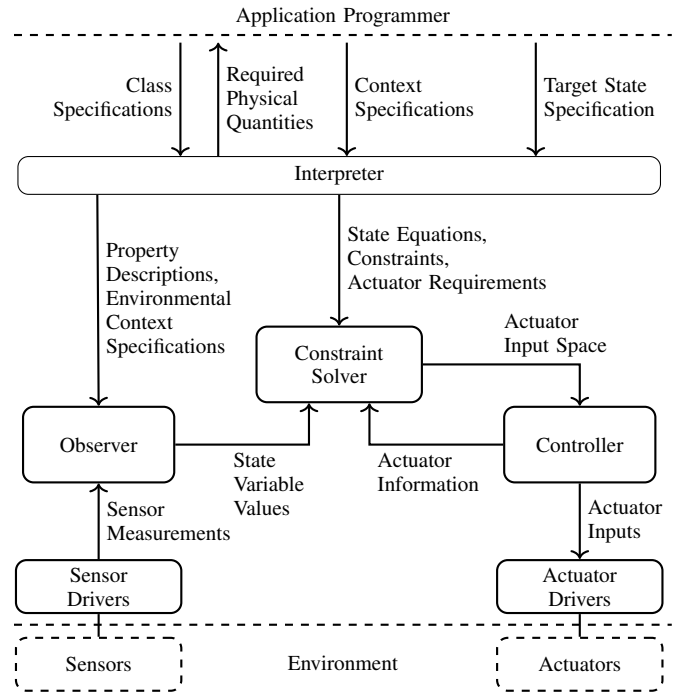 Application Programmer
Class
Specifications
Required
Physical
Quantities
Context
Specifications
Target State
Specification
Interpreter
Property
Descriptions,
Environmental
Context
Specifications
State Equations,
Constraints,
Actuator Requirements
Constraint
Solver
Actuator
Input Space
Observer
State
Variable
Values
Actuator
Information
Controller
Sensor
Measurements
Actuator
Inputs
Sensor
Drivers
Actuator
Drivers
Sensors
Environment
Actuators